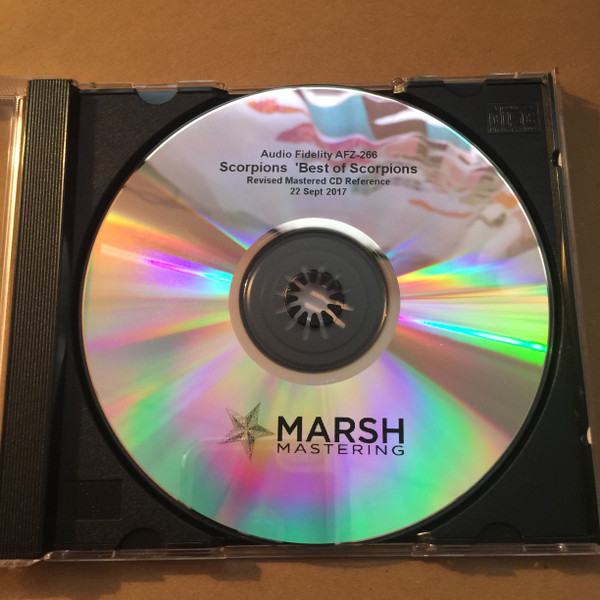 Audio Fidelity AFZ-266
Scorpions 'Best of Scorpions
Revised Mastered CD Reference
22 Sept 2017
MARSH
MASTERING